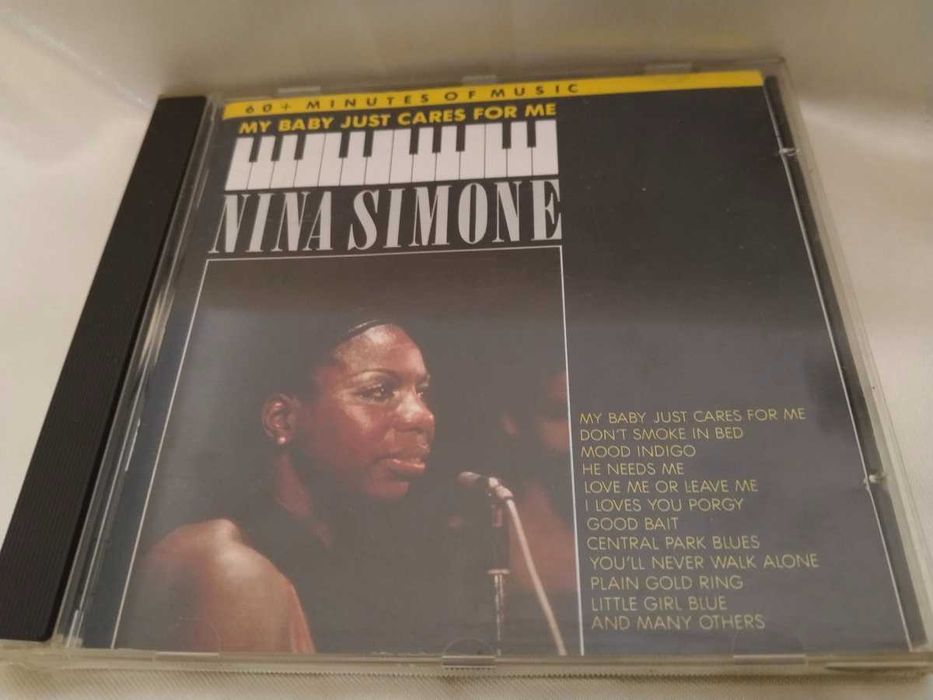 60+ MINUTES OF MUSIC
MY BABY JUST CARES FOR ME
NINA SIMONE
MY BABY JUST CARES FOR ME
DON'T SMOKE IN BED
MOOD INDIGO
HE NEEDS ME
LOVE ME OR LEAVE ME
I LOVES YOU PORGY
GOOD BAIT
CENTRAL PARK BLUES
YOU'LL NEVER WALK ALONE
PLAIN GOLD RING
LITTLE GIRL BLUE
AND MANY OTHERS